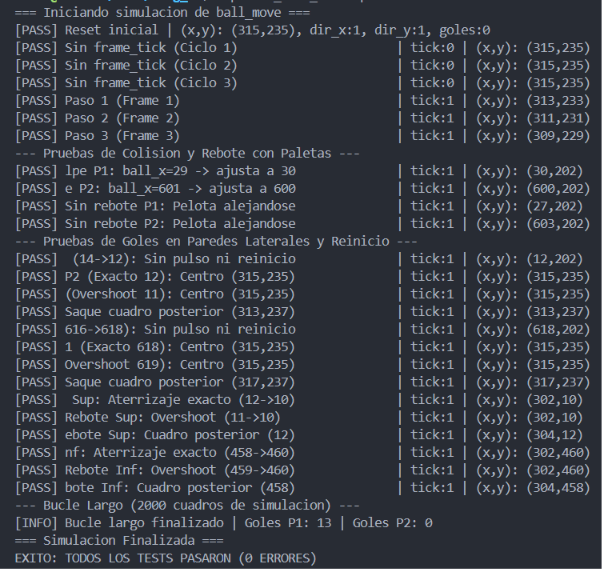 === Iniciando simulacion de ball_move ===
[PASS] Reset inicial | (x,y): (315,235), dir_x:1, dir_y:1, goles:0
[PASS] Sin frame_tick (Ciclo 1) | tick:0 | (x,y): (315,235)
[PASS] Sin frame_tick (Ciclo 2) | tick:0 | (x,y): (315,235)
[PASS] Sin frame_tick (Ciclo 3) | tick:0 | (x,y): (315,235)
[PASS] Paso 1 (Frame 1) | tick:1 | (x,y): (313,233)
[PASS] Paso 2 (Frame 2) | tick:1 | (x,y): (311,231)
[PASS] Paso 3 (Frame 3) | tick:1 | (x,y): (309,229)
--- Pruebas de Colision y Rebote con Paletas ---
[PASS] lpe P1: ball_x=29 -> ajusta a 30 | tick:1 | (x,y): (30,202)
[PASS] e P2: ball_x=601 -> ajusta a 600 | tick:1 | (x,y): (600,202)
[PASS] Sin rebote P1: Pelota alejandose | tick:1 | (x,y): (27,202)
[PASS] Sin rebote P2: Pelota alejandose | tick:1 | (x,y): (603,202)
--- Pruebas de Goles en Paredes Laterales y Reinicio ---
[PASS]  (14->12): Sin pulso ni reinicio | tick:1 | (x,y): (12,202)
[PASS] P2 (Exacto 12): Centro (315,235) | tick:1 | (x,y): (315,235)
[PASS] (Overshoot 11): Centro (315,235) | tick:1 | (x,y): (315,235)
[PASS] Saque cuadro posterior (313,237) | tick:1 | (x,y): (313,237)
[PASS] 616->618): Sin pulso ni reinicio | tick:1 | (x,y): (618,202)
[PASS] 1 (Exacto 618): Centro (315,235) | tick:1 | (x,y): (315,235)
[PASS] Overshoot 619): Centro (315,235) | tick:1 | (x,y): (315,235)
[PASS] Saque cuadro posterior (317,237) | tick:1 | (x,y): (317,237)
[PASS]  Sup: Aterrizaje exacto (12->10) | tick:1 | (x,y): (302,10)
[PASS] Rebote Sup: Overshoot (11->10) | tick:1 | (x,y): (302,10)
[PASS] ebote Sup: Cuadro posterior (12) | tick:1 | (x,y): (304,12)
[PASS] nf: Aterrizaje exacto (458->460) | tick:1 | (x,y): (302,460)
[PASS] Rebote Inf: Overshoot (459->460) | tick:1 | (x,y): (302,460)
[PASS] bote Inf: Cuadro posterior (458) | tick:1 | (x,y): (304,458)
--- Bucle Largo (2000 cuadros de simulacion) ---
[INFO] Bucle largo finalizado | Goles P1: 13 | Goles P2: 0
=== Simulacion Finalizada ===
EXITO: TODOS LOS TESTS PASARON (0 ERRORES)